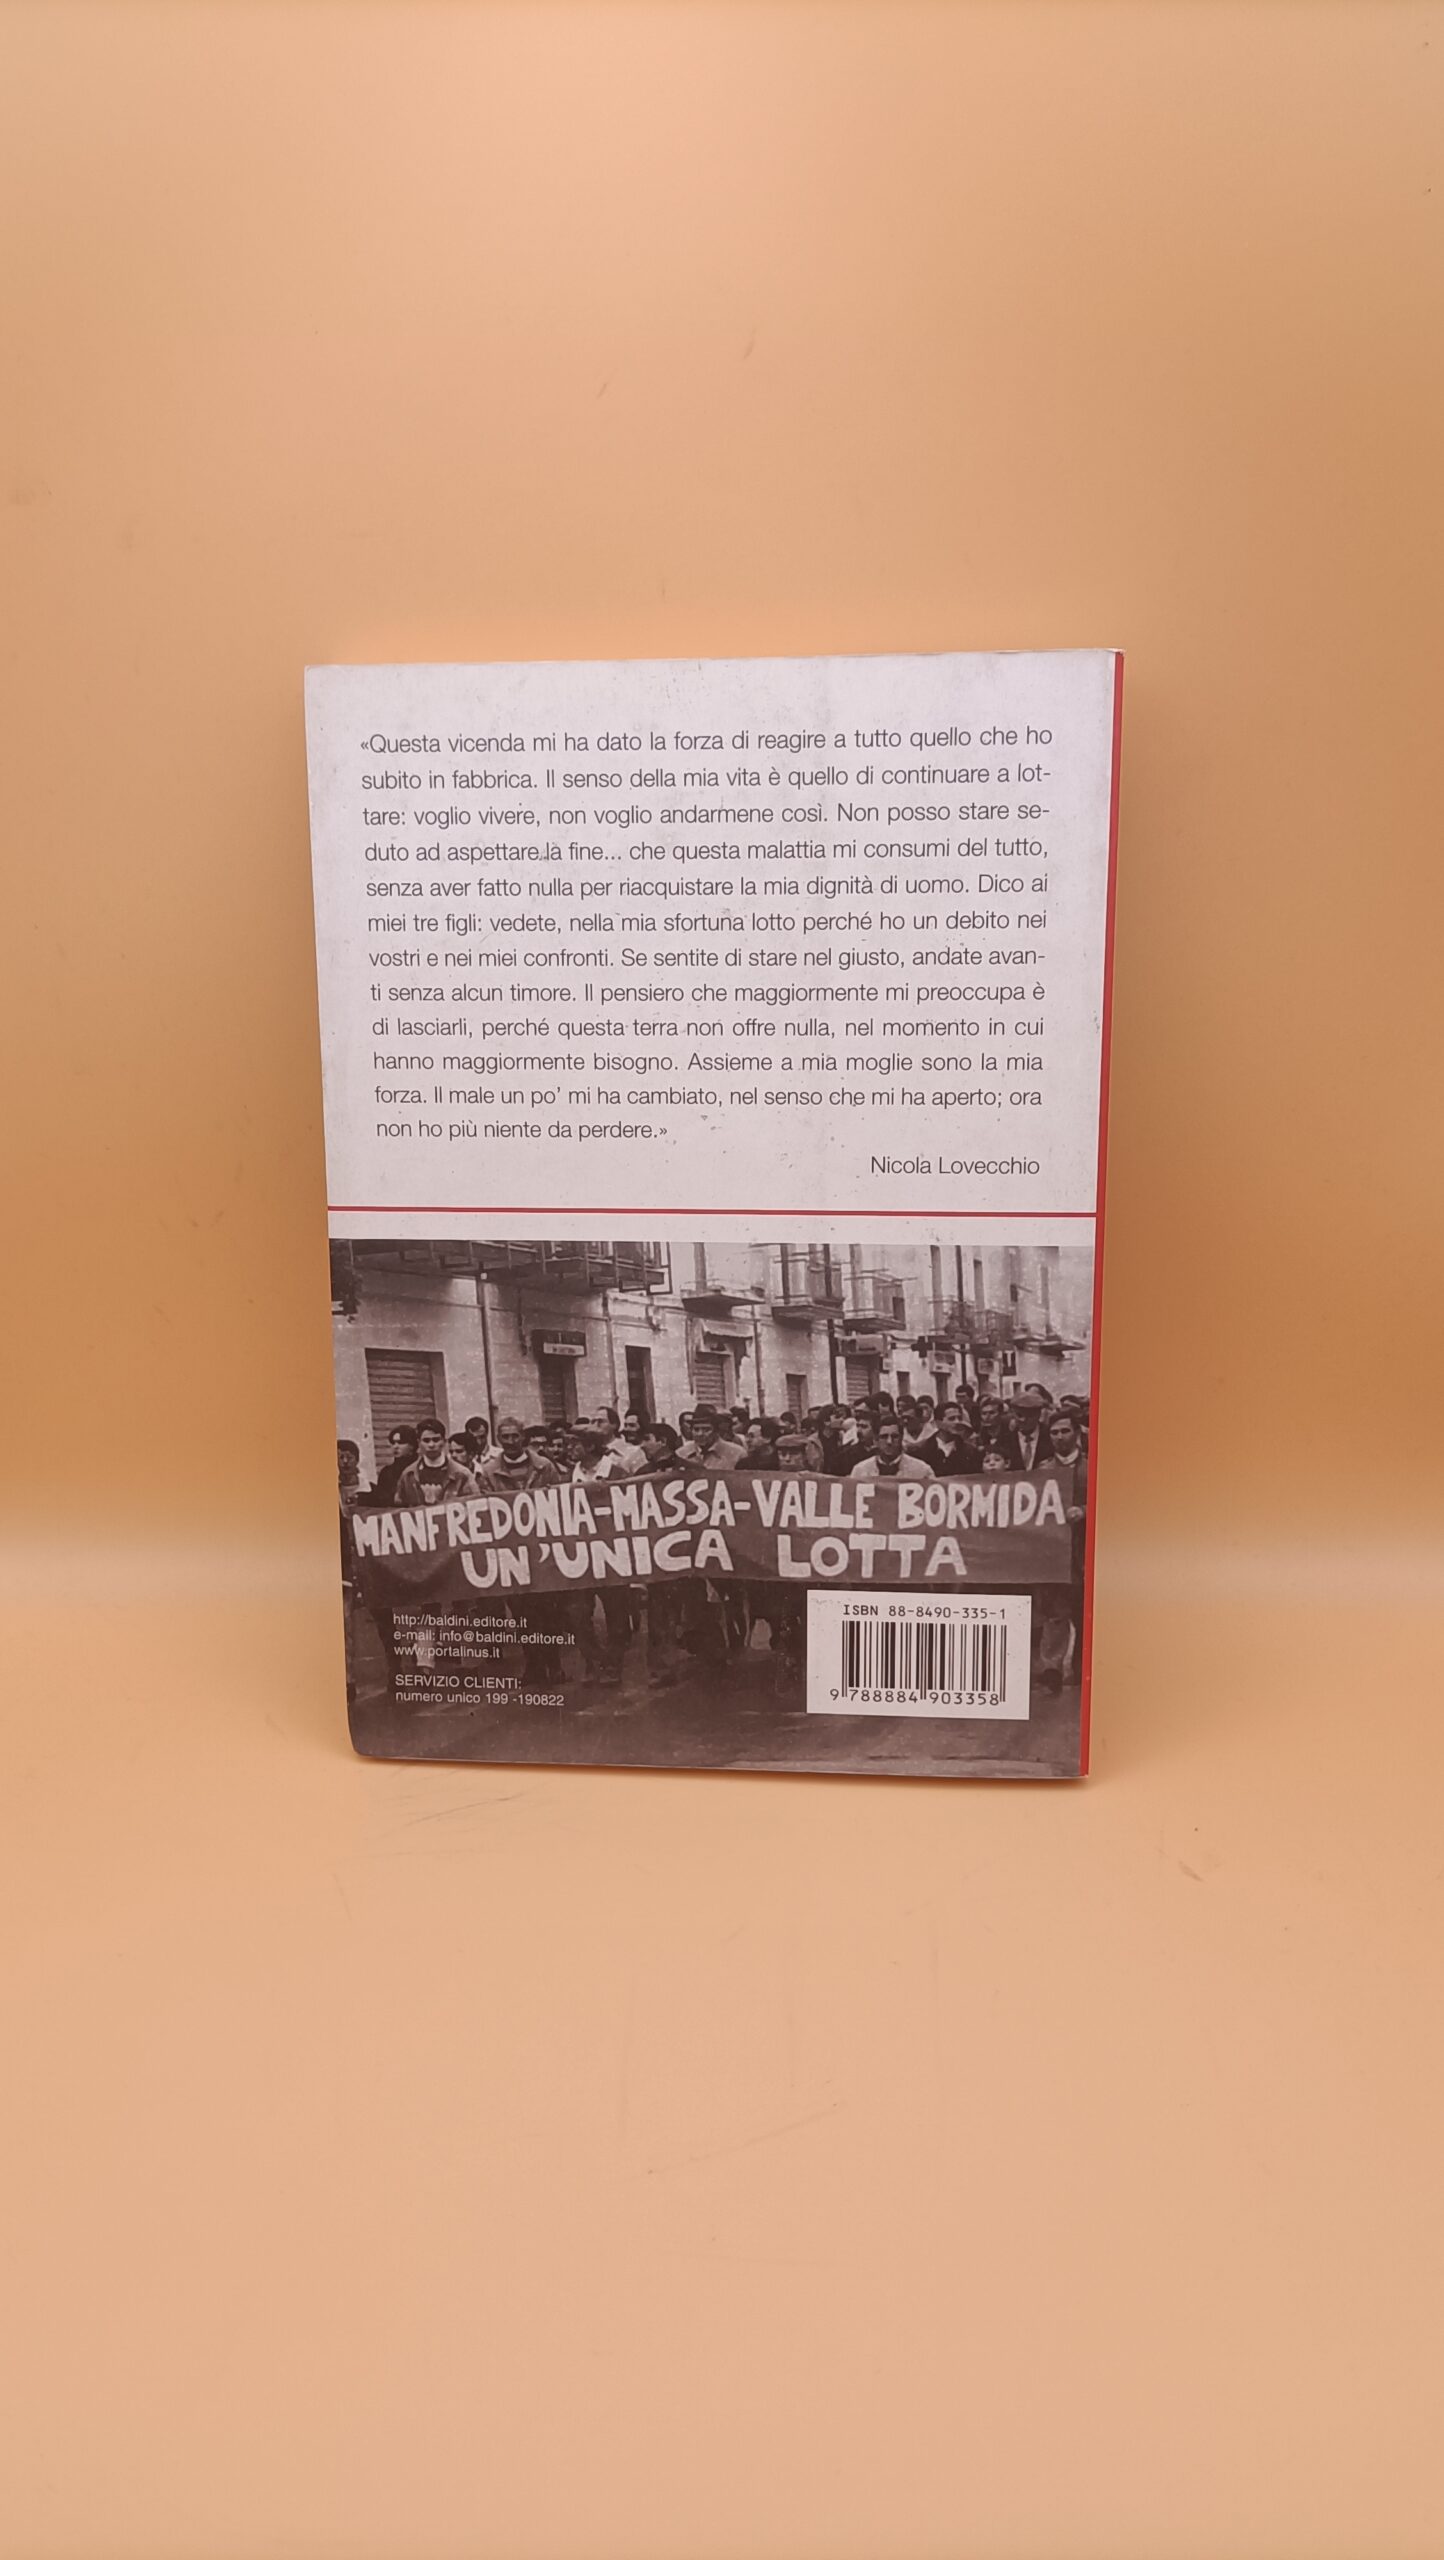 «Questa vicenda mi ha dato la forza di reagire a tutto quello che ho
subito in fabbrica. Il senso della mia vita è quello di continuare a lot-
tare: voglio vivere, non voglio andarmene così. Non posso stare se-
duto ad aspettare la fine... che questa malattia mi consumi del tutto,
senza aver fatto nulla per riacquistare la mia dignità di uomo. Dico ai
miei tre figli: vedete, nella mia sfortuna lotto perché ho un debito nei
vostri e nei miei confronti. Se sentite di stare nel giusto, andate avan-
ti senza alcun timore. Il pensiero che maggiormente mi preoccupa è
di lasciarli, perché questa terra non offre nulla, nel momento in cui
hanno maggiormente bisogno. Assieme a mia moglie sono la mia
forza. Il male un po' mi ha cambiato, nel senso che mi ha aperto; ora
non ho più niente da perdere.»
Nicola Lovecchio
MANFREDONIA-MASSA-VALLE BORMIDA
UN'UNICA LOTTA
http://baldini.editore.it
e-mail: info@baldini.editore.it
www.portalinus.it
SERVIZIO CLIENTI:
numero unico 199 -190822
ISBN 88-8490-335-1
9 788884 903358